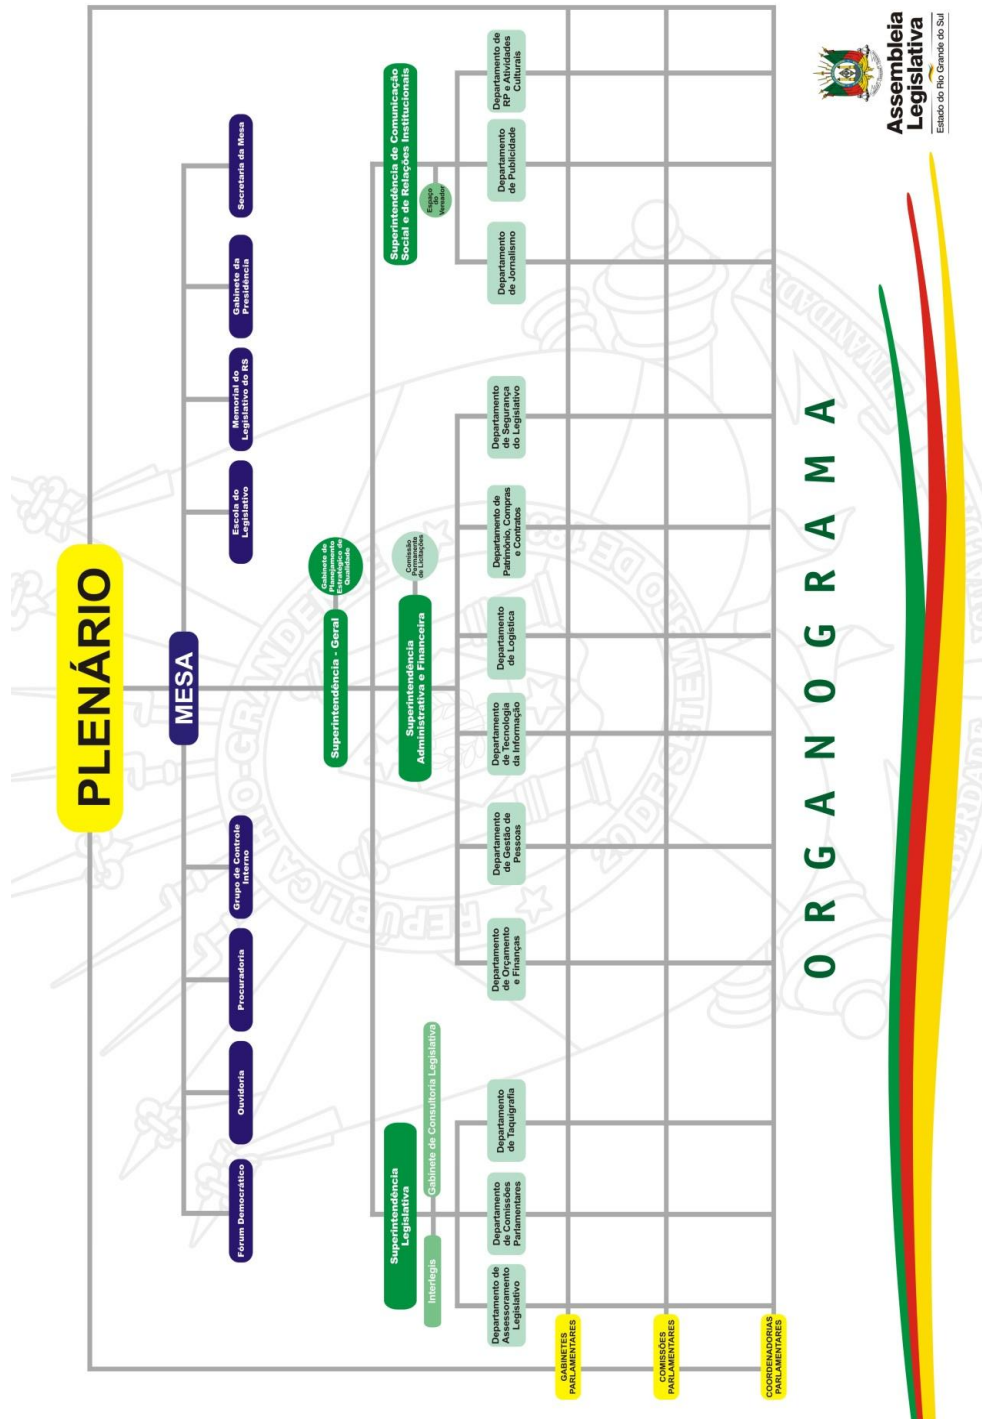 PLENÁRIO
MESA
Fórum Democrático
Ouvidoria
Procuradoria
Grupo de Controle
Interno
Escola do
Legislativo
Memorial do
Legislativo do RS
Gabinete da
Presidência
Secretaria da Mesa
Superintendência - Geral
Gabinete de
Planejamento
Estratégico de
Qualidade
Superintendência
Legislativa
Interlegis
Gabinete de Consultoria Legislativa
Superintendência
Administrativa e Financeira
Comissão
Permanente
de Licitações
Superintendência de Comunicação
Social e de Relações Institucionais
Espaço
do
Vereador
Departamento de
Assessoramento
Legislativo
Departamento
de Comissões
Parlamentares
Departamento
de Taquigrafia
Departamento
de Orçamento
e Finanças
Departamento
de Gestão de
Pessoas
Departamento
de Tecnologia
da Informação
Departamento
de Logística
Departamento de
Patrimônio, Compras
e Contratos
Departamento
de Segurança
do Legislativo
Departamento
de Jornalismo
Departamento
de Publicidade
Departamento de
RP e Atividades
Culturais
GABINETES
PARLAMENTARES
COMISSÕES
PARLAMENTARES
COORDENADORIAS
PARLAMENTARES
ORGANOGRAMA
Assembleia
Legislativa
Estado do Rio Grande do Sul